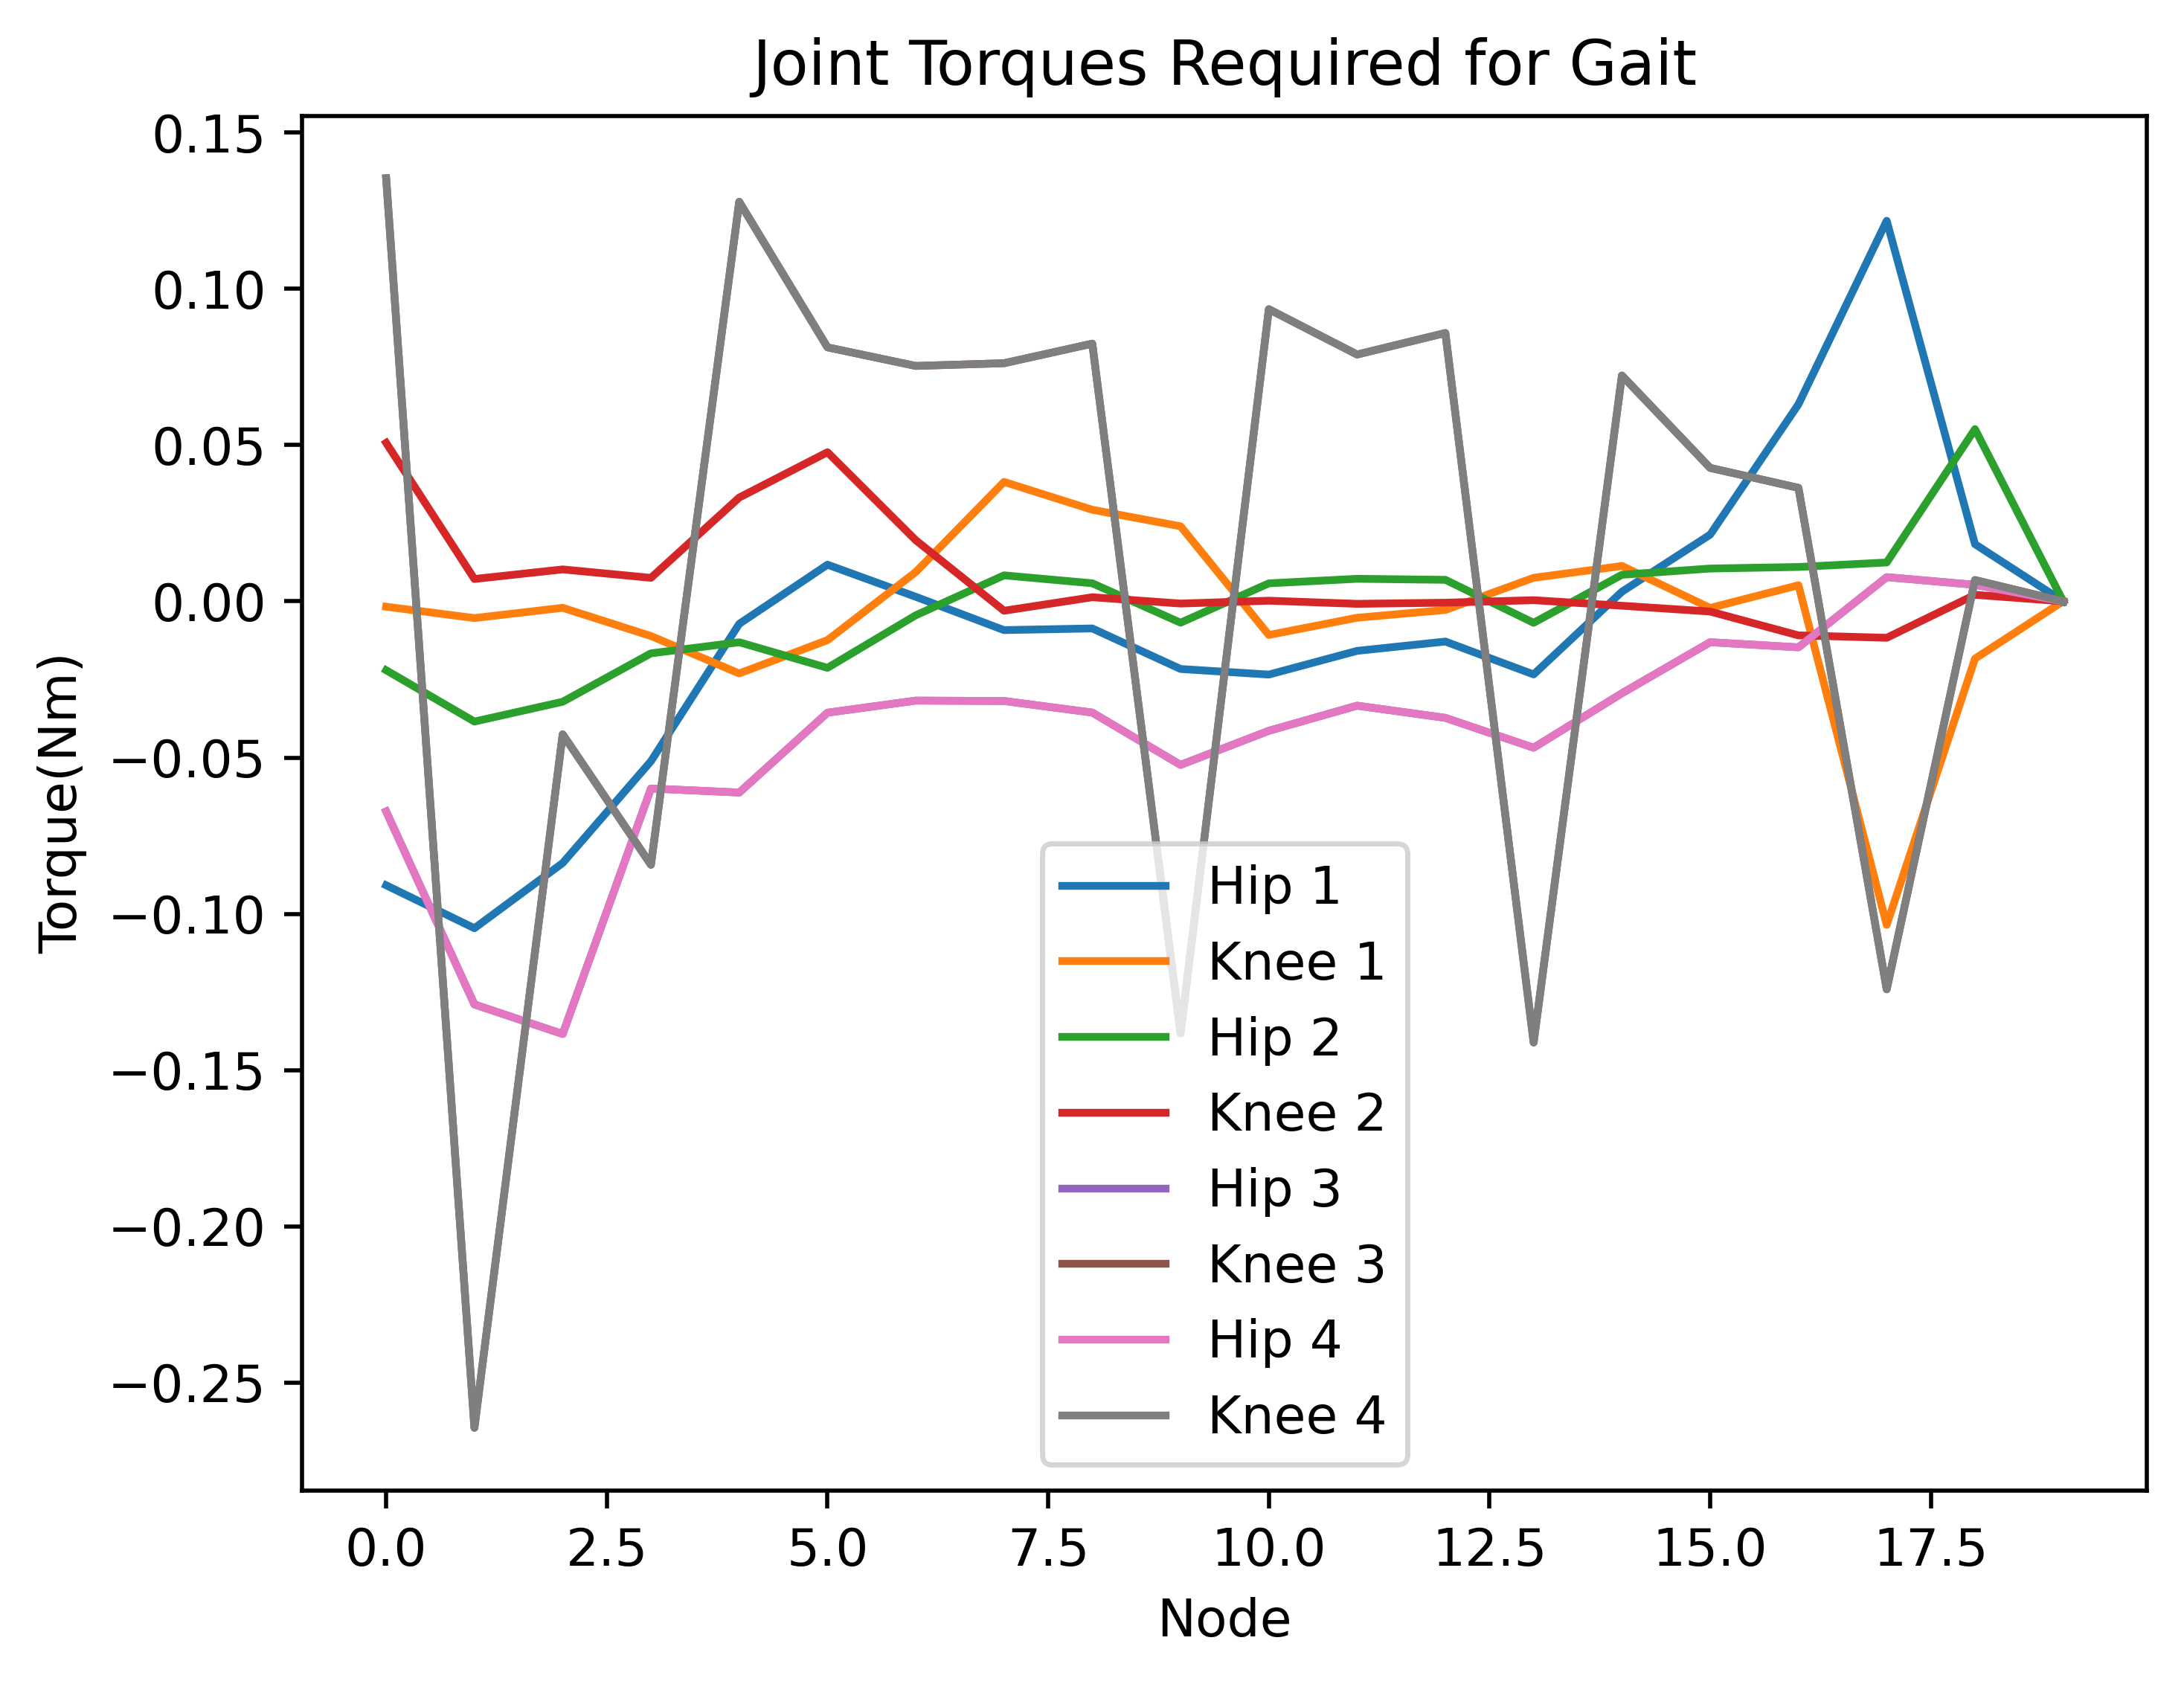 Joint Torques Required for Gait
0.15
0.10
0.05
0.00
−0.05
−0.10
−0.15
−0.20
−0.25
Torque(Nm)
Hip 1
Knee 1
Hip 2
Knee 2
Hip 3
Knee 3
Hip 4
Knee 4
0.0 2.5 5.0 7.5 10.0 12.5 15.0 17.5
Node